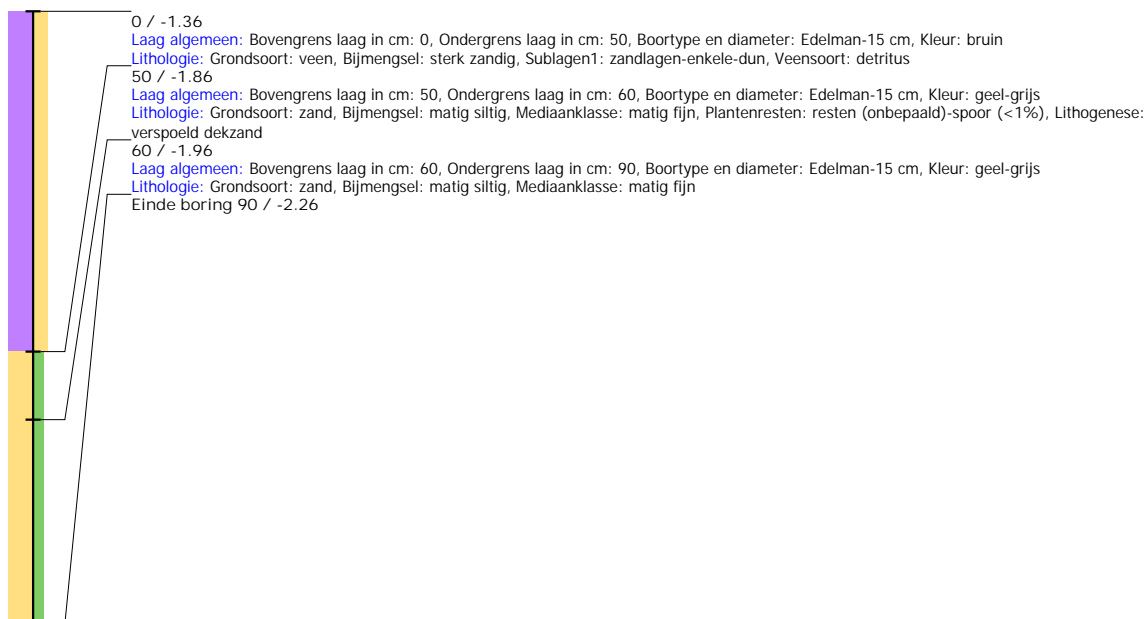 0 / -1.36
Laag algemeen: Bovengrens laag in cm: 0, Ondergrens laag in cm: 50, Boortype en diameter: Edelman-15 cm, Kleur: bruin
Lithologie: Grondsoort: veen, Bijmengsel: sterk zandig, Sublagen1: zandlagen-enkele-dun, Veensoort: detritus
50 / -1.86
Laag algemeen: Bovengrens laag in cm: 50, Ondergrens laag in cm: 60, Boortype en diameter: Edelman-15 cm, Kleur: geel-grijs
Lithologie: Grondsoort: zand, Bijmengsel: matig siltig, Mediaanklasse: matig fijn, Plantenresten: resten (onbepaald)-spoor (<1%), Lithogenese:
verspoeld dekzand
60 / -1.96
Laag algemeen: Bovengrens laag in cm: 60, Ondergrens laag in cm: 90, Boortype en diameter: Edelman-15 cm, Kleur: geel-grijs
Lithologie: Grondsoort: zand, Bijmengsel: matig siltig, Mediaanklasse: matig fijn
Einde boring 90 / -2.26